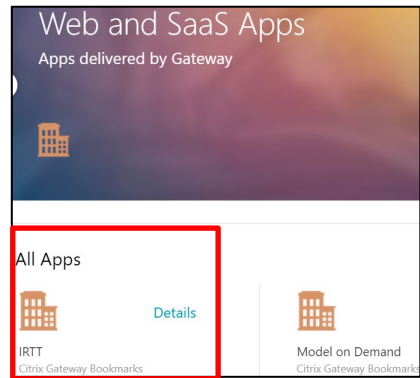 Web and SaaS Apps
Apps delivered by Gateway
All Apps
Details
IRTT
Citrix Gateway Bookmarks
Model on Demand
Citrix Gateway Bookmarks